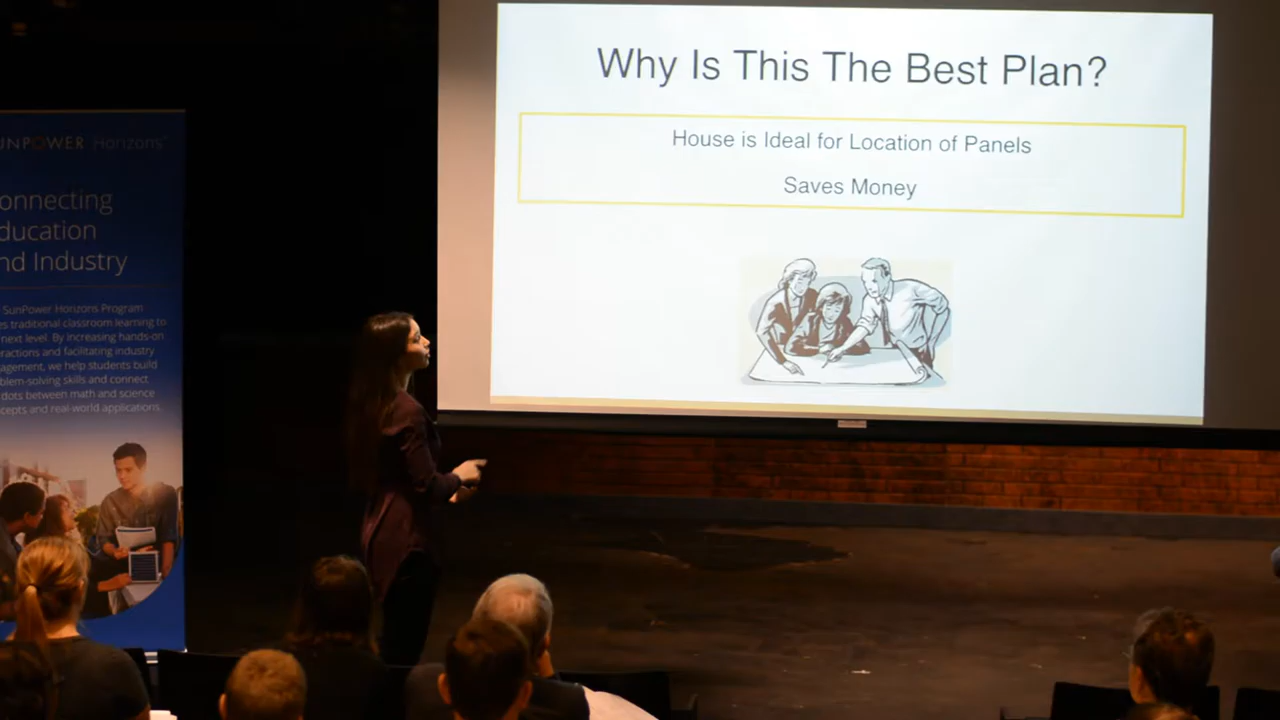 Why Is This The Best Plan?
House is Ideal for Location of Panels
Saves Money
UNPOWER Horizons
onnecting
ducation
nd Industry
SunPower Horizons Program
es traditional classroom learning to
next level. By increasing hands-on
ractions and facilitating industry
agement, we help students build
blem-solving skills and connect
dots between math and science
cepts and real-world applications.